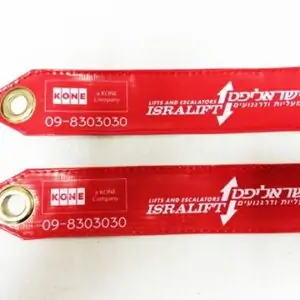 KONE
a KONE
Company
09-8303030
LIFTS AND ESCALATORS
ISRALIFT
ישראליפט
מעליות ודרגנועים
KONE
a KONE
Company
09-8303030
LIFTS AND ESCALATORS
ISRALIFT
ישראליפט
מעליות ודרגנועים